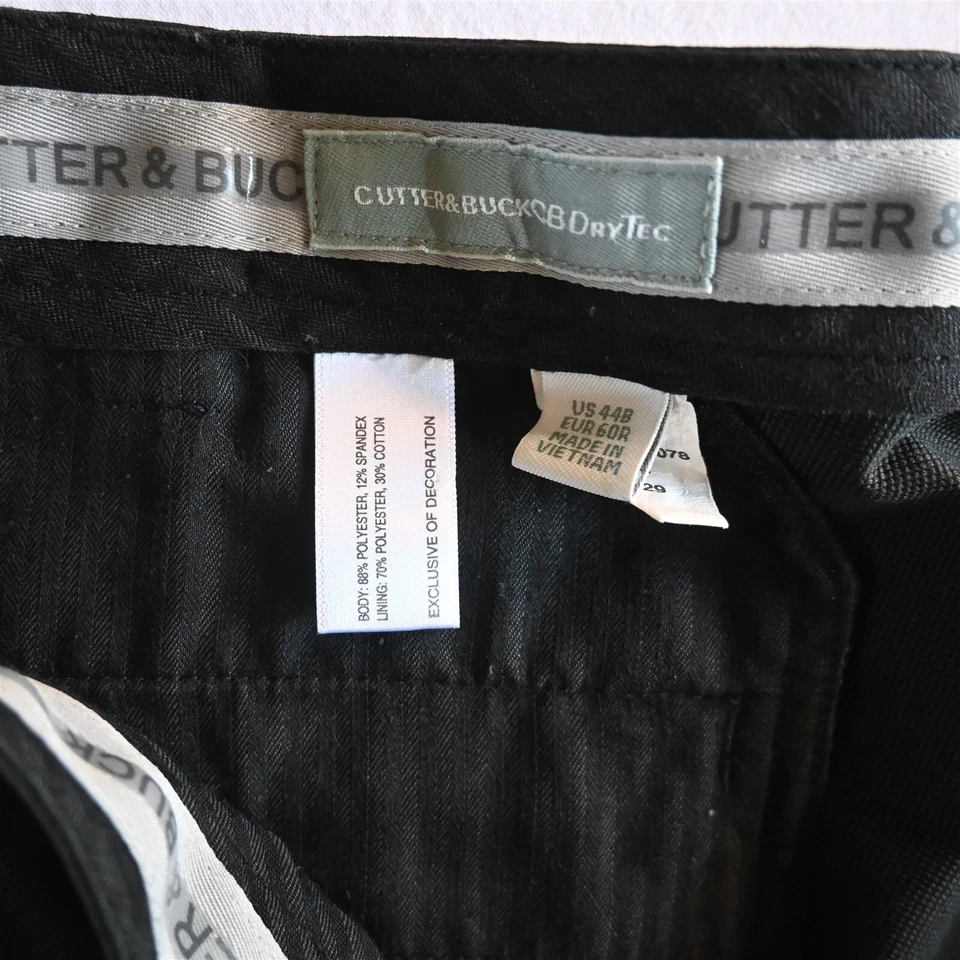 TTER & BUC
CUTTER&BUCK CB DRYTEC
UTTER &
BODY: 88% POLYESTER, 12% SPANDEX
LINING: 70% POLYESTER, 30% COTTON
EXCLUSIVE OF DECORATION
US 44B
EUR 60R
MADE IN
VIETNAM
078
29
ER & BUCK